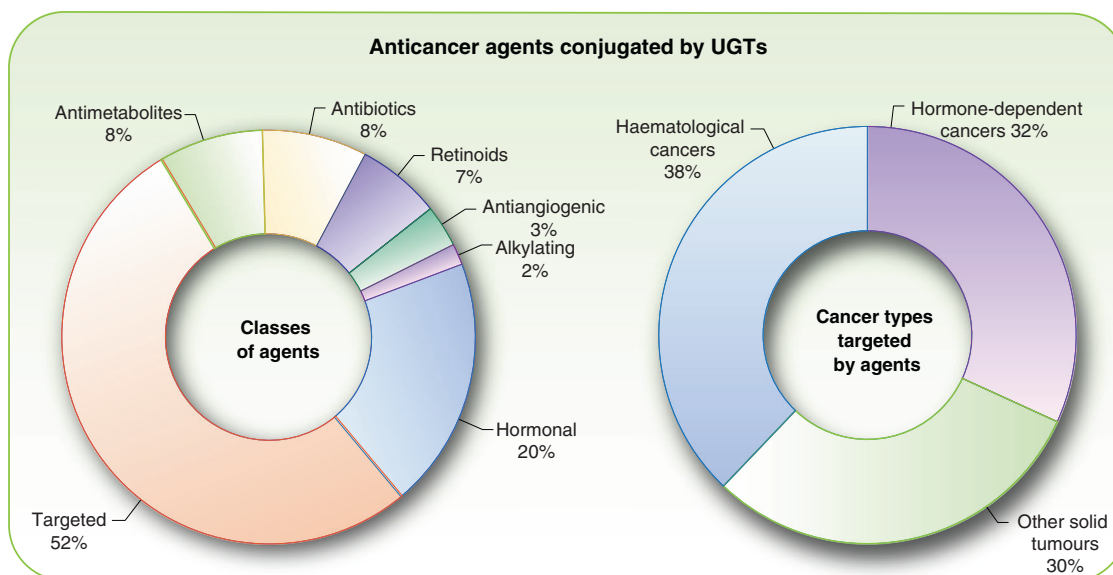 Anticancer agents conjugated by UGTs
Antimetabolites
8%
Antibiotics
8%
Retinoids
7%
Antiangiogenic
3%
Alkylating
2%
Hormonal
20%
Targeted
52%
Classes
of agents
Haematological
cancers
38%
Hormone-dependent
cancers 32%
Other solid
tumours
30%
Cancer types
targeted
by agents